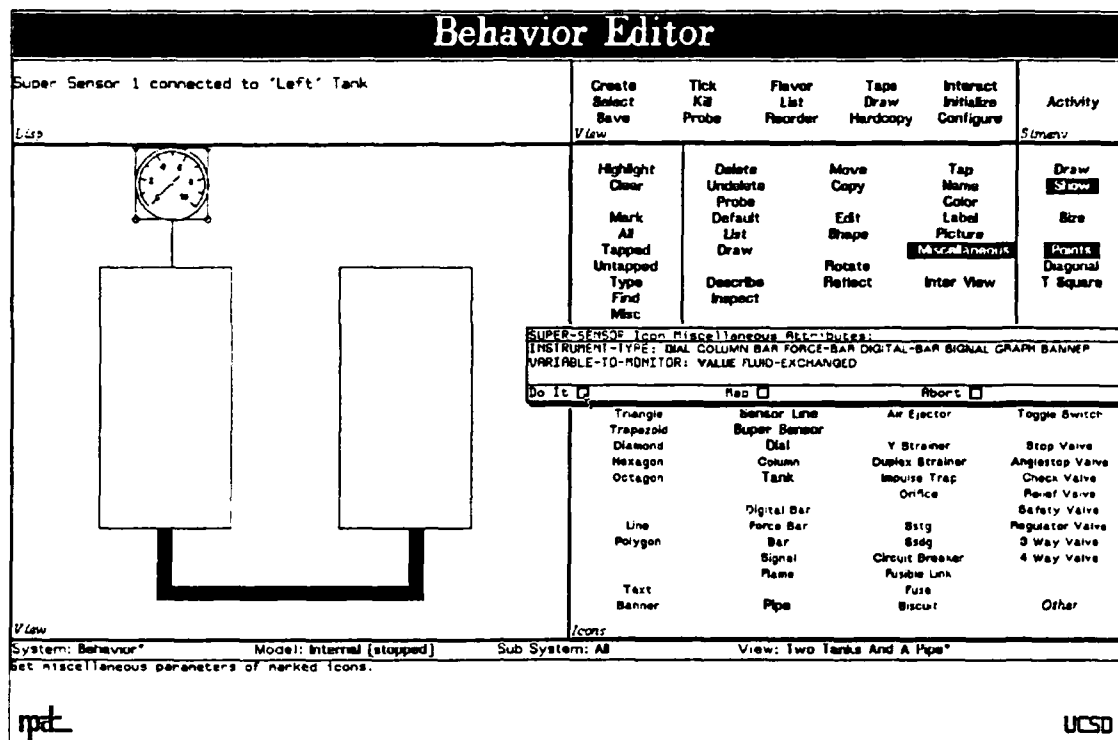 Behavior Editor
Super Sensor 1 connected to "Left" Tank
Lisp
Create Tick Flavor Tape Interact
Select Kill List Draw Initialize
Save Probe Reorder Hardcopy Configure
View
Activity
Highlight Delete Move Tap Draw
Clear Undelete Copy Name Show
Probe Color
Mark Default Edit Label Size
All List Shape Picture
Tapped Draw Miscellaneous Points
Untapped Rotate Diagonal
Type Describe Reflect Inter View T Square
Find Inspect
Misc
SUPER-SENSOR Icon Miscellaneous Attributes:
INSTRUMENT-TYPE: DIAL COLUMN BAR FORCE-BAR DIGITAL-BAR SIGNAL GRAPH BANNER
VARIABLE-TO-MONITOR: VALUE FLUID-EXCHANGED
Do It Map Abort
Triangle Sensor Line Air Ejector Toggle Switch
Trapezoid Super Sensor
Diamond Dial Y Strainer Stop Valve
Hexagon Column Duplex Strainer Anglestop Valve
Octagon Tank Impulse Trap Check Valve
Orifice Relief Valve
Digital Bar Safety Valve
Line Force Bar Sstg Regulator Valve
Polygon Bar Ssdg 3 Way Valve
Signal Circuit Breaker 4 Way Valve
Flame Fusible Link
Text Fuse
Banner Pipe Biscuit Other
View
Icons
System: Behavior* Model: Internal [stopped] Sub System: All View: Two Tanks And A Pipe*
Set miscellaneous parameters of marked icons.
UCSD